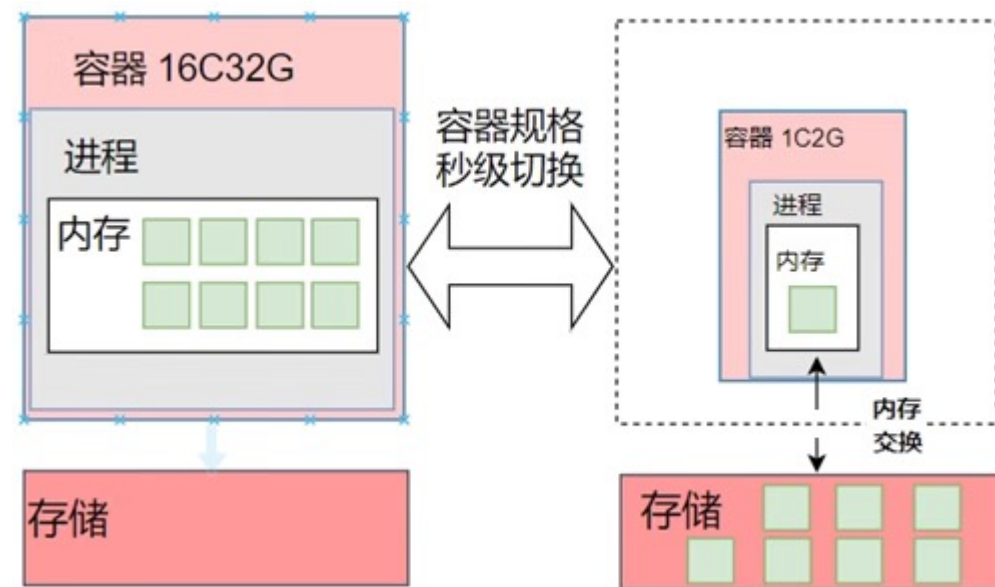 容器 16C32G
进程
内存
存储
容器规格
秒级切换
容器 1C2G
进程
内存
内存
交换
存储